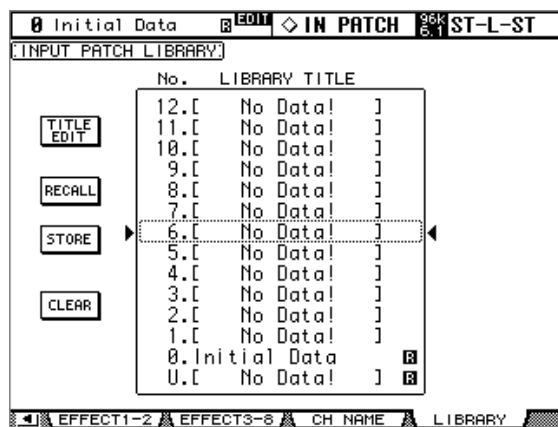 0 Initial Data R EDIT ◇ IN PATCH 96k 6.1 ST-L-ST
INPUT PATCH LIBRARY
No. LIBRARY TITLE
12.[ No Data! ]
11.[ No Data! ]
10.[ No Data! ]
9.[ No Data! ]
8.[ No Data! ]
7.[ No Data! ]
6.[ No Data! ]
5.[ No Data! ]
4.[ No Data! ]
3.[ No Data! ]
2.[ No Data! ]
1.[ No Data! ]
0.Initial Data R
U.[ No Data! ] R
TITLE EDIT
RECALL
STORE
CLEAR
EFFECT1-2 EFFECT3-8 CH NAME LIBRARY